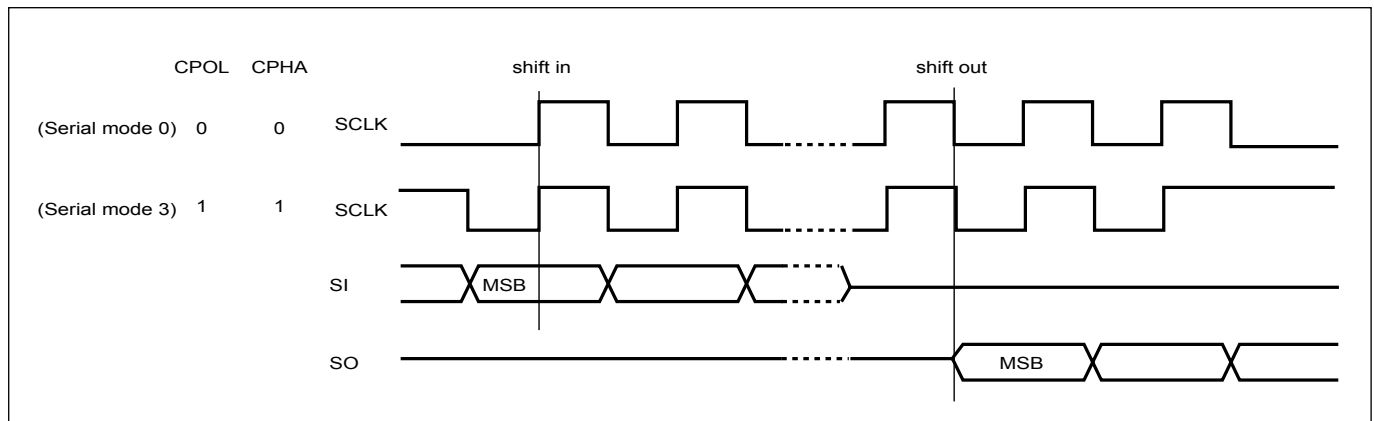 CPOL CPHA shift in shift out
(Serial mode 0) 0 0 SCLK
(Serial mode 3) 1 1 SCLK
SI MSB
SO MSB